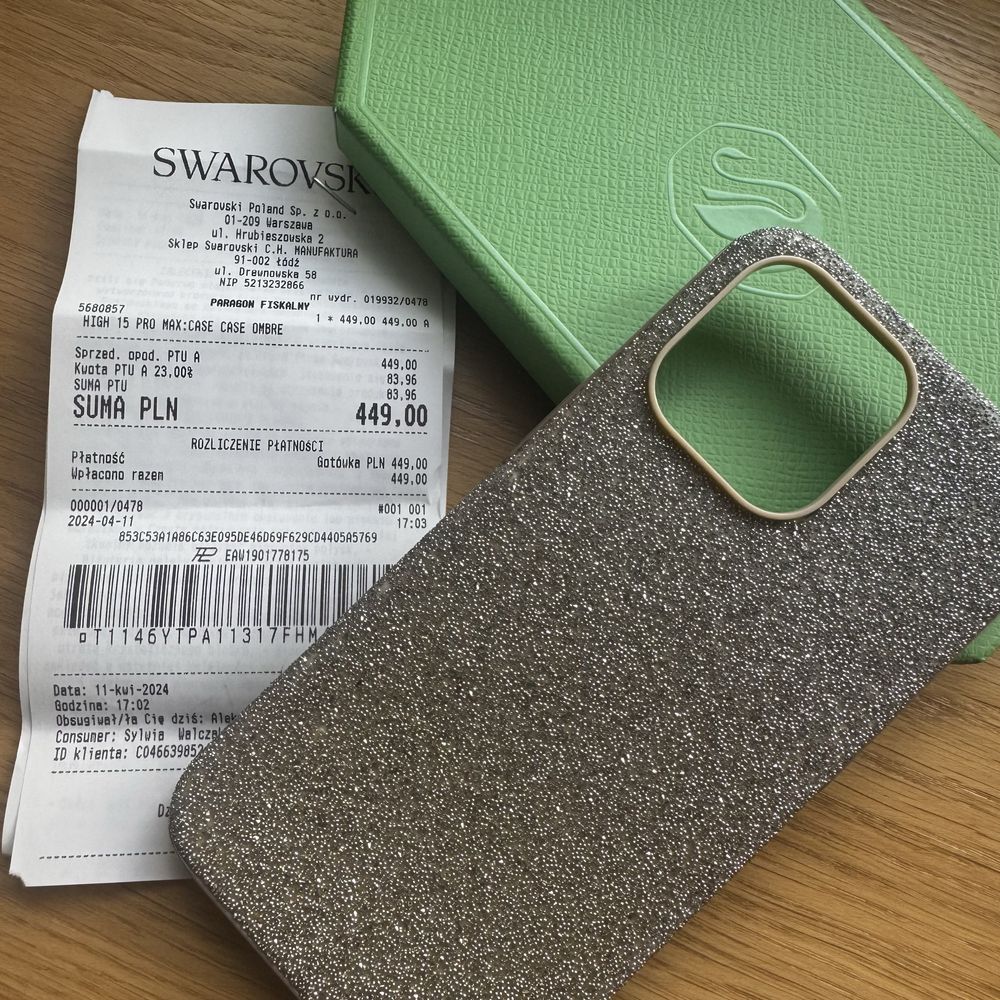 SWAROVSK
Swarovski Poland Sp. z o.o.
01-209 Warszawa
ul. Hrubieszowska 2
Sklep Swarovski C.H. MANUFAKTURA
91-002 Łódź
ul. Drewnowska 58
NIP 5213232866
nr wydr. 019932/0478
PARAGON FISKALNY
5680857
1 * 449,00 449,00 A
HIGH 15 PRO MAX:CASE CASE OMBRE
Sprzed. opod. PTU A 449,00
Kwota PTU A 23,00% 83,96
SUMA PTU 83,96
SUMA PLN 449,00
ROZLICZENIE PŁATNOŚCI
Płatność Gotówka PLN 449,00
Wpłacono razem 449,00
000001/0478 #001 001
2024-04-11 17:03
853C53A1A86C63E095DE46D69F629CD4405A5769
EAW1901778175
T1146YTPA11317FHM
Data: 11-kwi-2024
Godzina: 17:02
Obsugiwał/ła Cię dziś: Alek
Consumer: Sylwia Walcza
ID klienta: C04663985